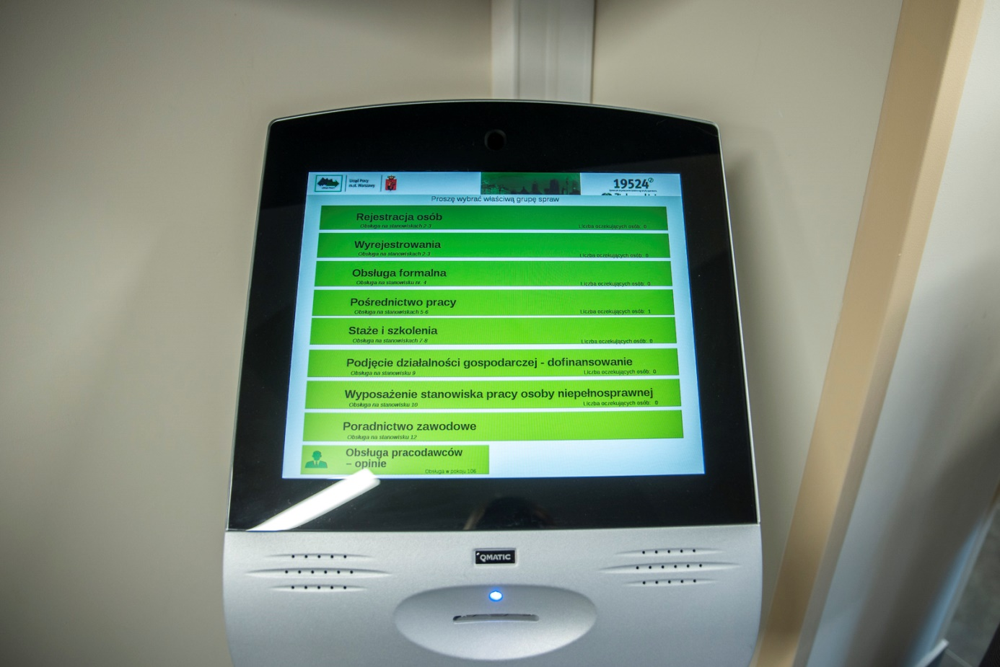 Urząd Pracy
m.st. Warszawy
19524
Proszę wybrać właściwą grupę spraw
Rejestracja osób
Obsługa na stanowiskach 2-3
Liczba oczekujących osób: 0
Wyrejestrowania
Obsługa na stanowiskach 2-3
Liczba oczekujących osób: 0
Obsługa formalna
Obsługa na stanowisku nr. 4
Liczba oczekujących osób: 0
Pośrednictwo pracy
Obsługa na stanowiskach 5-6
Liczba oczekujących osób: 1
Staże i szkolenia
Obsługa na stanowiskach 7-8
Liczba oczekujących osób: 0
Podjęcie działalności gospodarczej - dofinansowanie
Obsługa na stanowisku 9
Liczba oczekujących osób: 0
Wyposażenie stanowiska pracy osoby niepełnosprawnej
Obsługa na stanowisku 10
Liczba oczekujących osób: 0
Poradnictwo zawodowe
Obsługa na stanowisku 12
Obsługa pracodawców
– opinie
Obsługa w pokoju 106
QMATIC